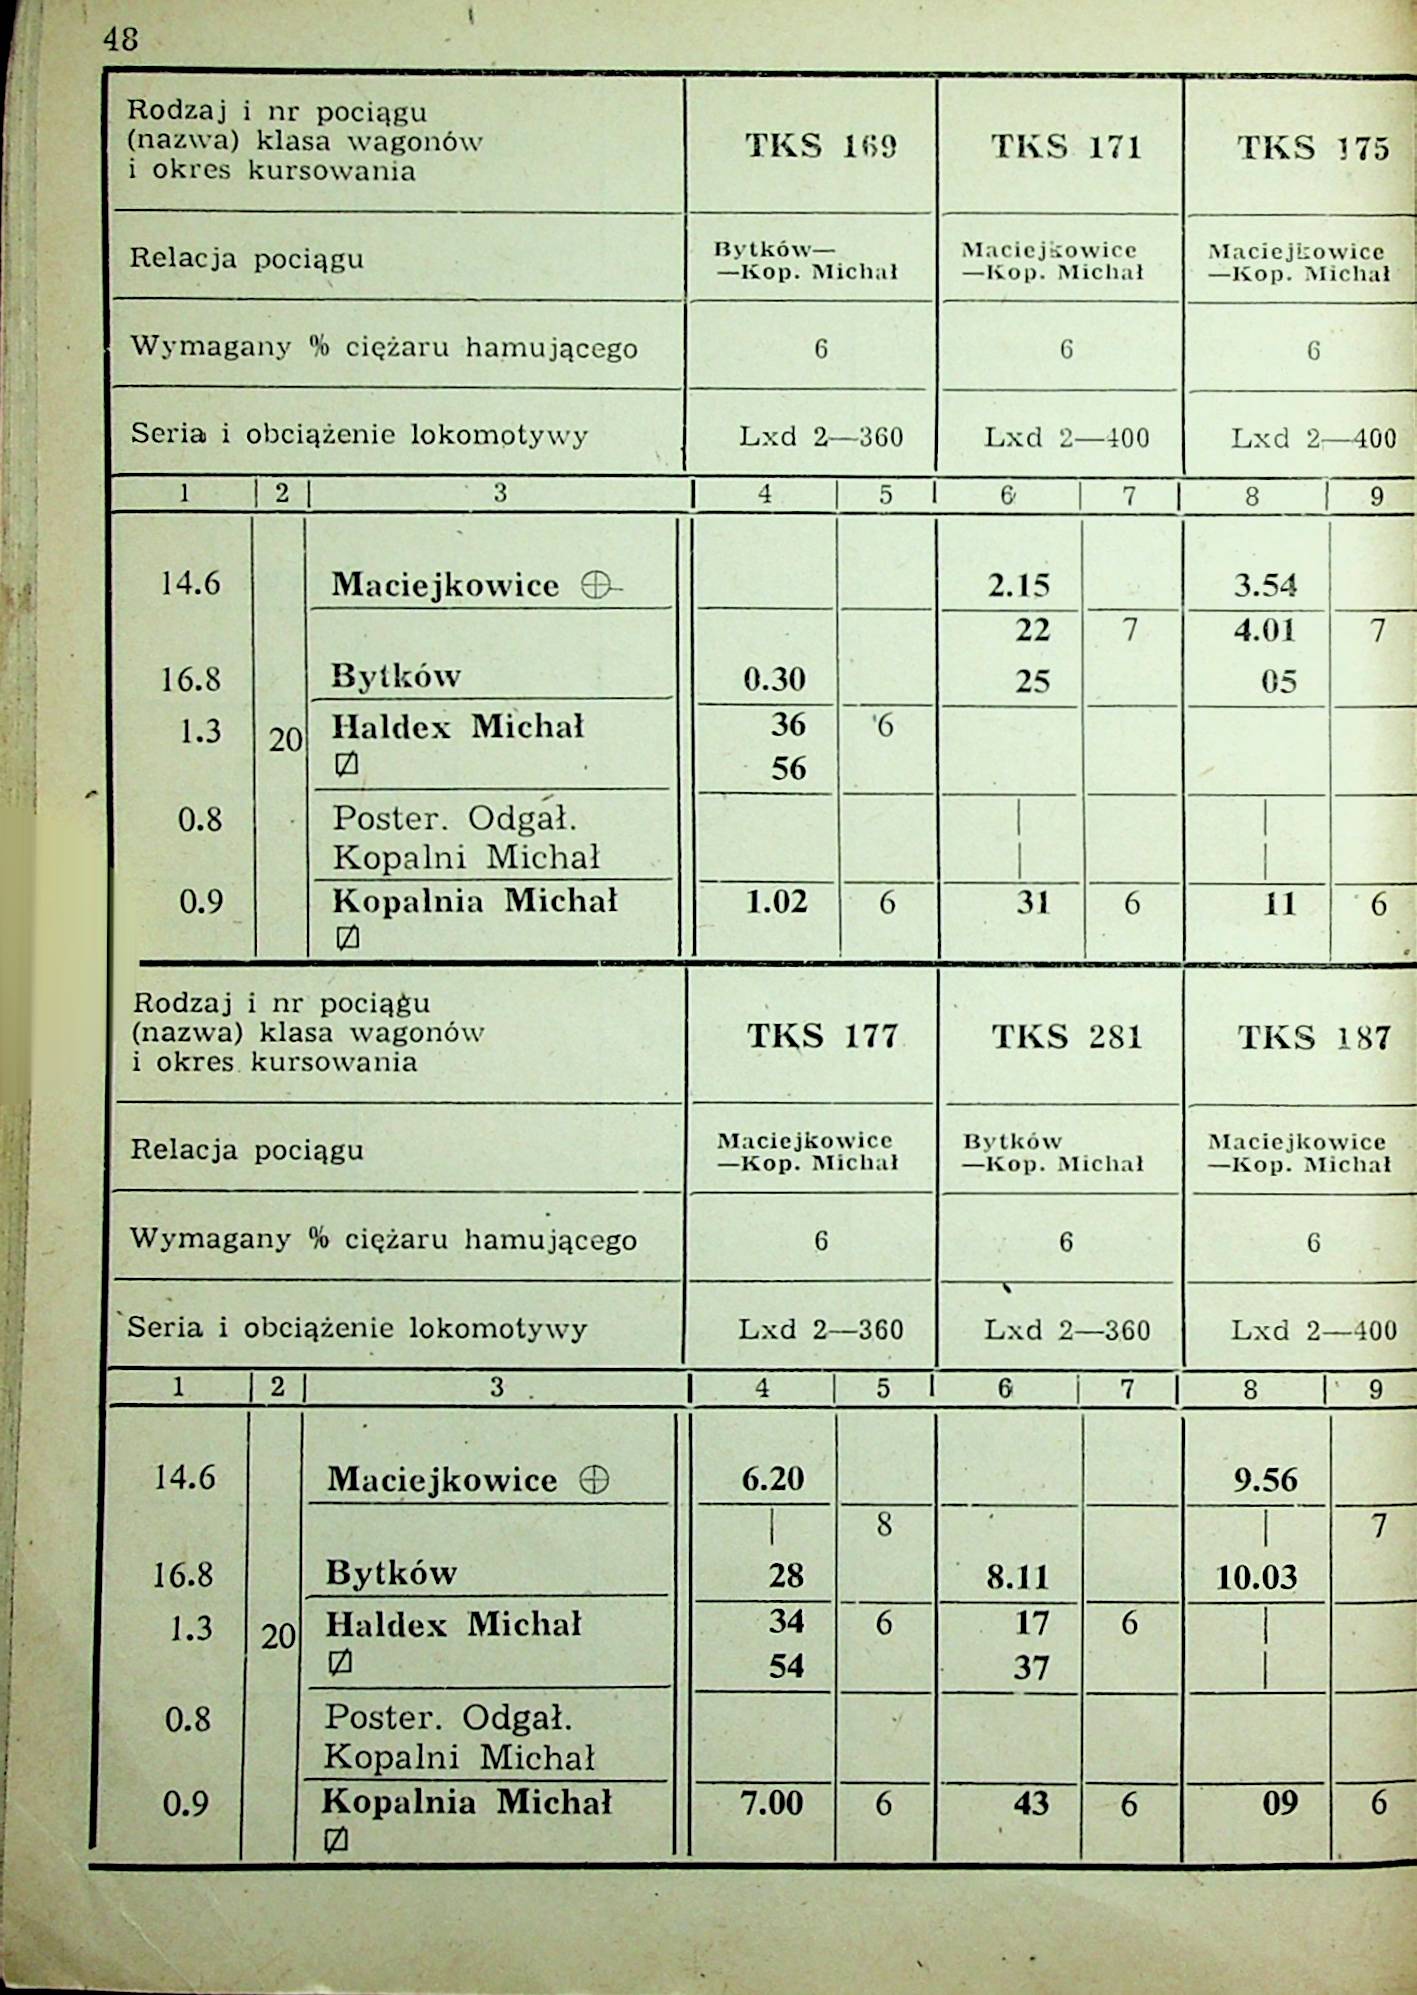 48
Rodzaj i nr pociągu
(nazwa) klasa wagonów
i okres kursowania
TKS 169
TKS 171
TKS 175
Relacja pociągu
Bytków—
—Kop. Michał
Maciejkowice
—Kop. Michał
Maciejkowice
—Kop. Michał
Wymagany % ciężaru hamującego
6
6
6
Seria i obciążenie lokomotywy
Lxd 2—360
Lxd 2—400
Lxd 2—400
1 2 3 4 5 6 7 8 9
14.6 Maciejkowice 2.15 3.54
22 7 4.01 7
16.8 Bytków 0.30 25 05
1.3 20 Haldex Michał 36 6
56
0.8 Poster. Odgał. | |
Kopalni Michał | |
0.9 Kopalnia Michał 1.02 6 31 6 11 6
Rodzaj i nr pociągu
(nazwa) klasa wagonów
i okres kursowania
TKS 177
TKS 281
TKS 187
Relacja pociągu
Maciejkowice
—Kop. Michał
Bytków
—Kop. Michał
Maciejkowice
—Kop. Michał
Wymagany % ciężaru hamującego
6
6
6
Seria i obciążenie lokomotywy
Lxd 2—360
Lxd 2—360
Lxd 2—400
1 2 3 4 5 6 7 8 9
14.6 Maciejkowice 6.20 9.56
| 8 | 7
16.8 Bytków 28 8.11 10.03
1.3 20 Haldex Michał 34 6 17 6 |
54 37 |
0.8 Poster. Odgał.
Kopalni Michał
0.9 Kopalnia Michał 7.00 6 43 6 09 6